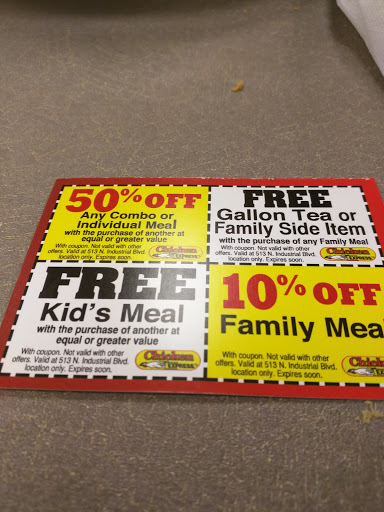 50% OFF
Any Combo or
Individual Meal
with the purchase of another at
equal or greater value
With coupon. Not valid with other
offers. Valid at 513 N. Industrial Blvd.
location only. Expires soon.
Chicken
EXPRESS
FREE
Gallon Tea or
Family Side Item
with the purchase of any Family Meal
With coupon. Not valid with other
offers. Valid at 513 N. Industrial Blvd.
location only. Expires soon.
Chicken
EXPRESS
FREE
Kid's Meal
with the purchase of another at
equal or greater value
With coupon. Not valid with other
offers. Valid at 513 N. Industrial Blvd.
location only. Expires soon.
Chicken
EXPRESS
10% OFF
Family Mea
With coupon. Not valid with other
offers. Valid at 513 N. Industrial Blvd.
location only. Expires soon.